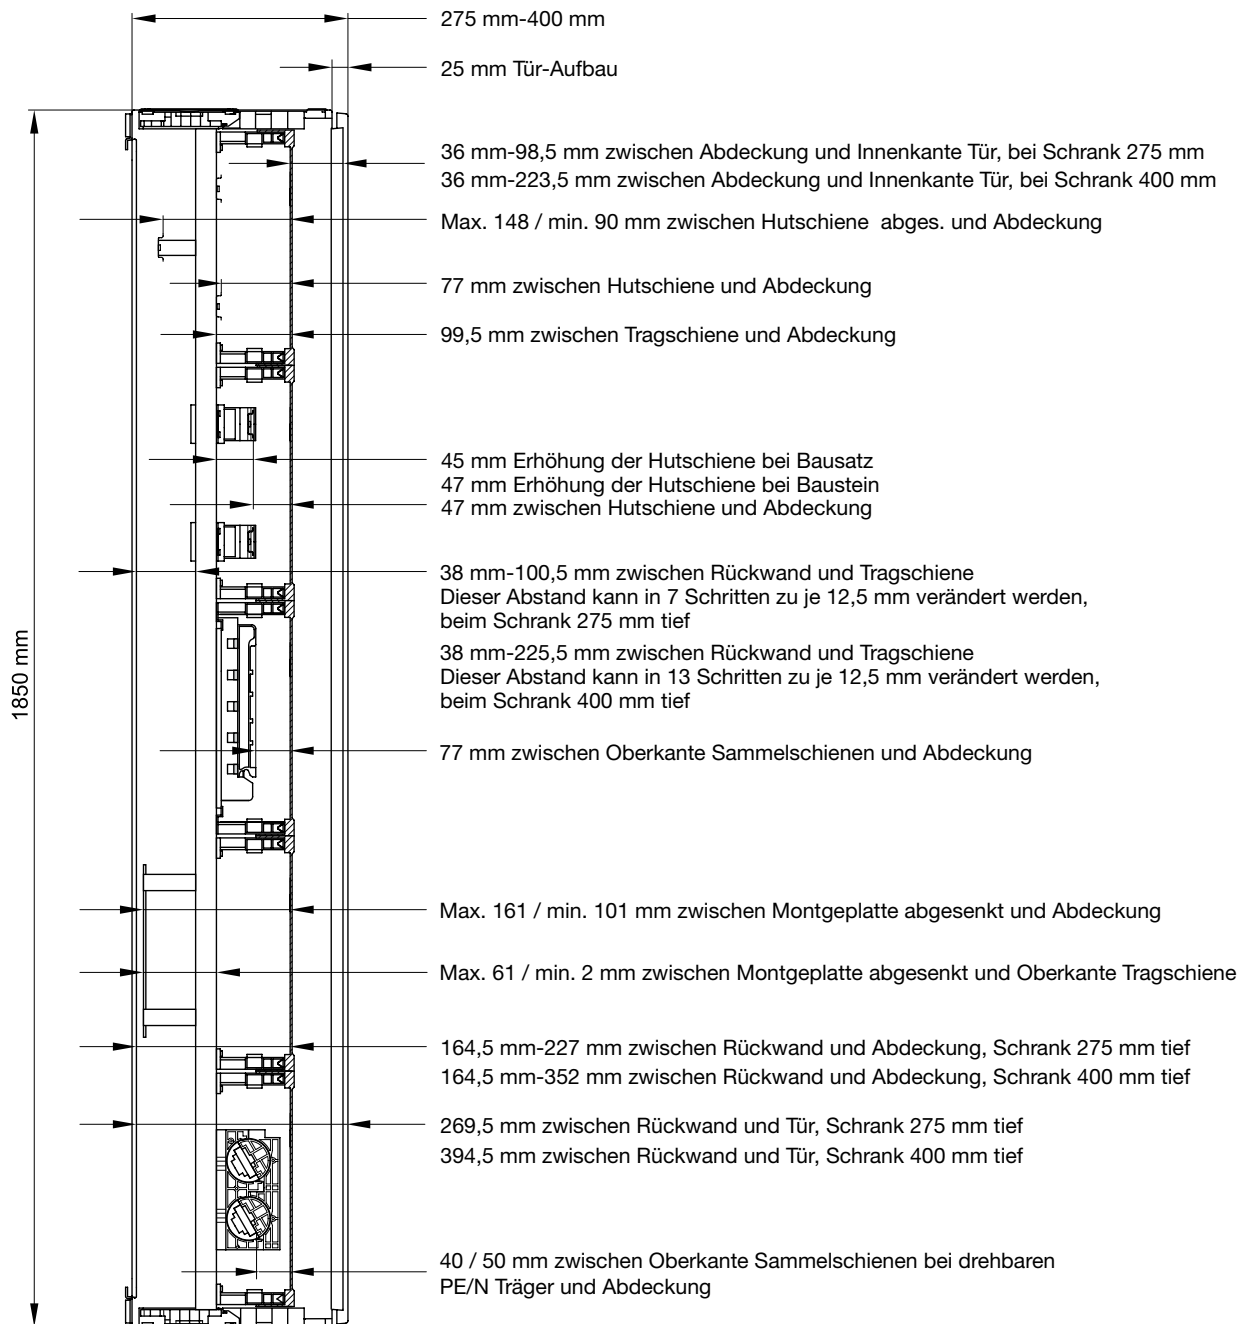 275 mm-400 mm
25 mm Tür-Aufbau
36 mm-98,5 mm zwischen Abdeckung und Innenkante Tür, bei Schrank 275 mm
36 mm-223,5 mm zwischen Abdeckung und Innenkante Tür, bei Schrank 400 mm
Max. 148 / min. 90 mm zwischen Hutschiene  abges. und Abdeckung
77 mm zwischen Hutschiene und Abdeckung
99,5 mm zwischen Tragschiene und Abdeckung
45 mm Erhöhung der Hutschiene bei Bausatz
47 mm Erhöhung der Hutschiene bei Baustein
47 mm zwischen Hutschiene und Abdeckung
38 mm-100,5 mm zwischen Rückwand und Tragschiene
Dieser Abstand kann in 7 Schritten zu je 12,5 mm verändert werden,
beim Schrank 275 mm tief
38 mm-225,5 mm zwischen Rückwand und Tragschiene
Dieser Abstand kann in 13 Schritten zu je 12,5 mm verändert werden,
beim Schrank 400 mm tief
1850 mm
77 mm zwischen Oberkante Sammelschienen und Abdeckung
Max. 161 / min. 101 mm zwischen Montgeplatte abgesenkt und Abdeckung
Max. 61 / min. 2 mm zwischen Montgeplatte abgesenkt und Oberkante Tragschiene
164,5 mm-227 mm zwischen Rückwand und Abdeckung, Schrank 275 mm tief
164,5 mm-352 mm zwischen Rückwand und Abdeckung, Schrank 400 mm tief
269,5 mm zwischen Rückwand und Tür, Schrank 275 mm tief
394,5 mm zwischen Rückwand und Tür, Schrank 400 mm tief
40 / 50 mm zwischen Oberkante Sammelschienen bei drehbaren
PE/N Träger und Abdeckung